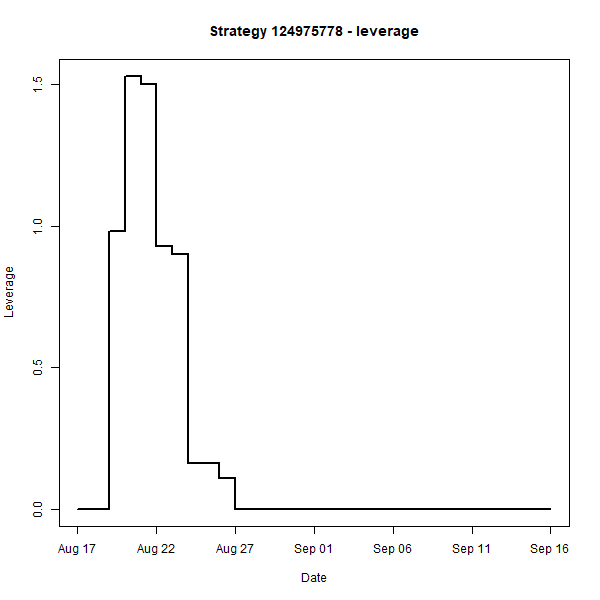 Strategy 124975778 - leverage
Leverage
1.5
1.0
0.5
0.0
Aug 17 Aug 22 Aug 27 Sep 01 Sep 06 Sep 11 Sep 16
Date